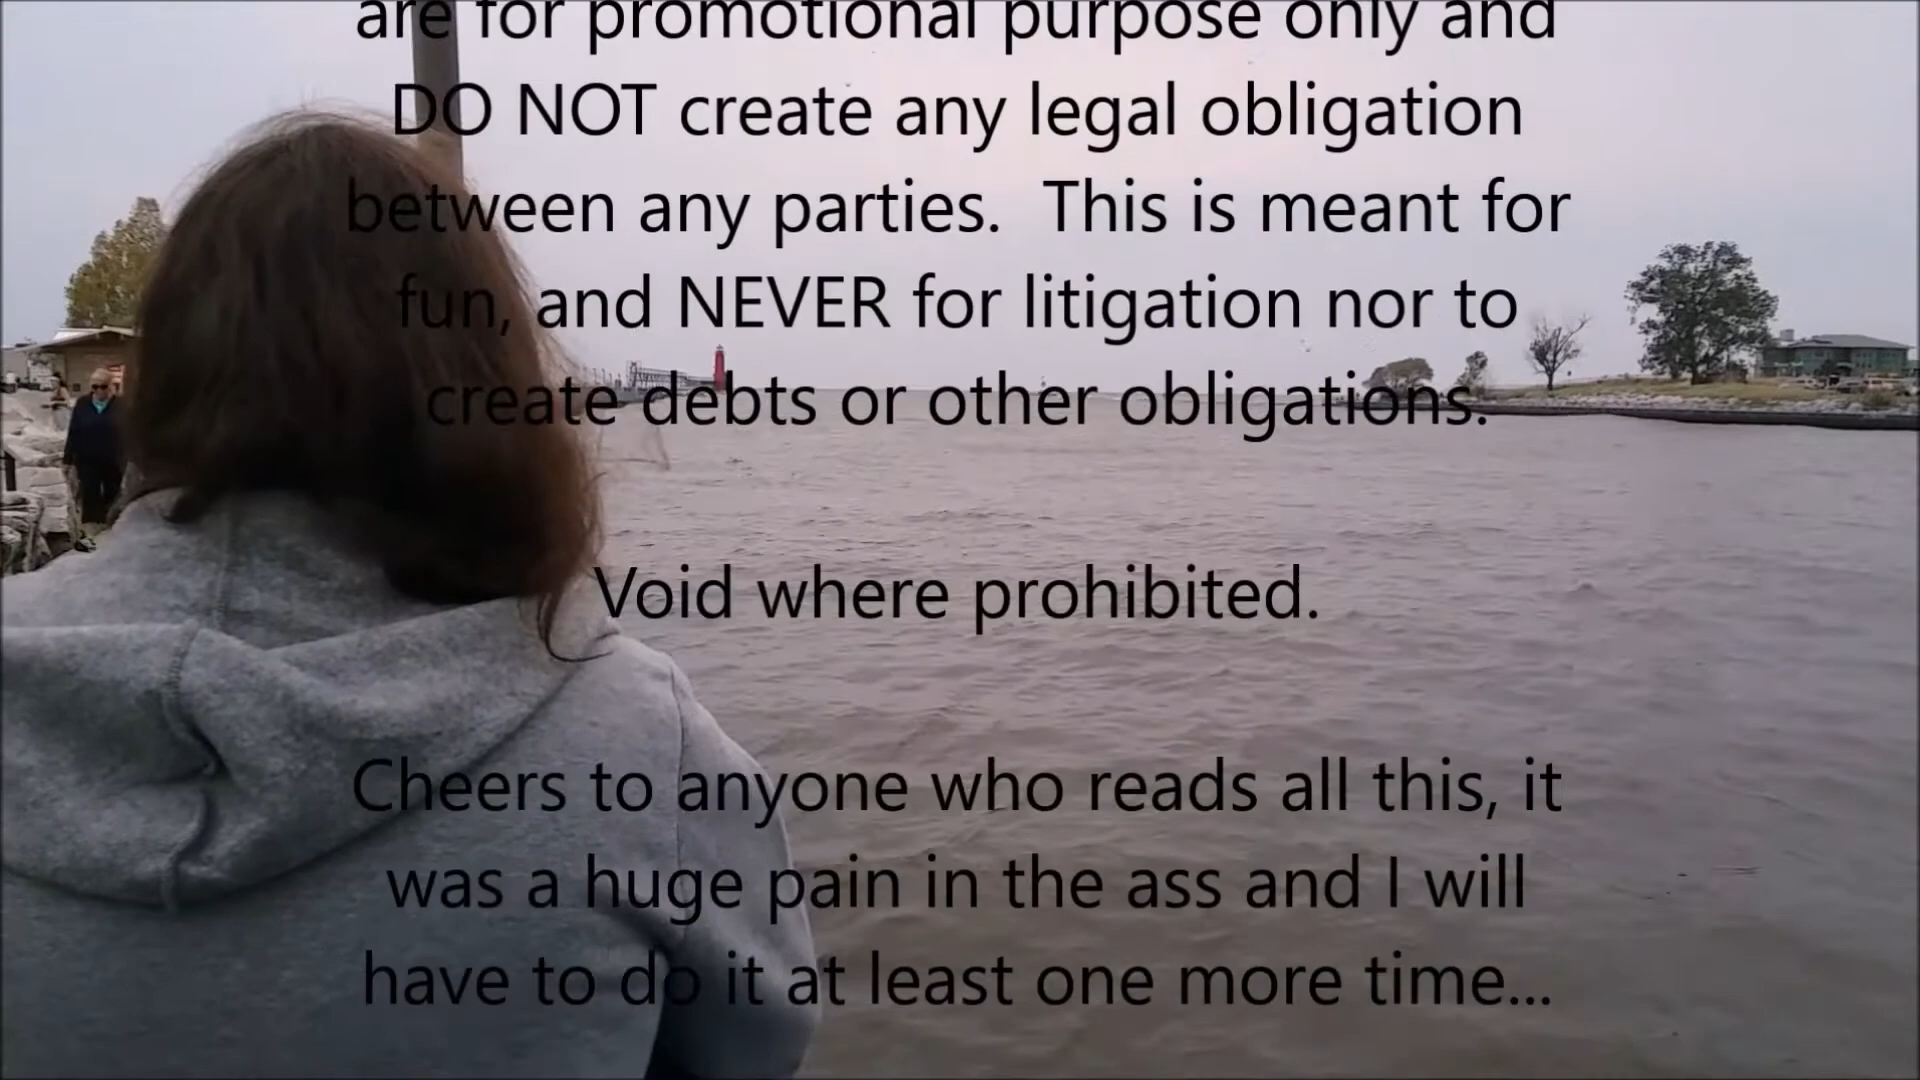 are for promotional purpose only and
DO NOT create any legal obligation
between any parties.  This is meant for
fun, and NEVER for litigation nor to
create debts or other obligations.
Void where prohibited.
Cheers to anyone who reads all this, it
was a huge pain in the ass and I will
have to do it at least one more time...